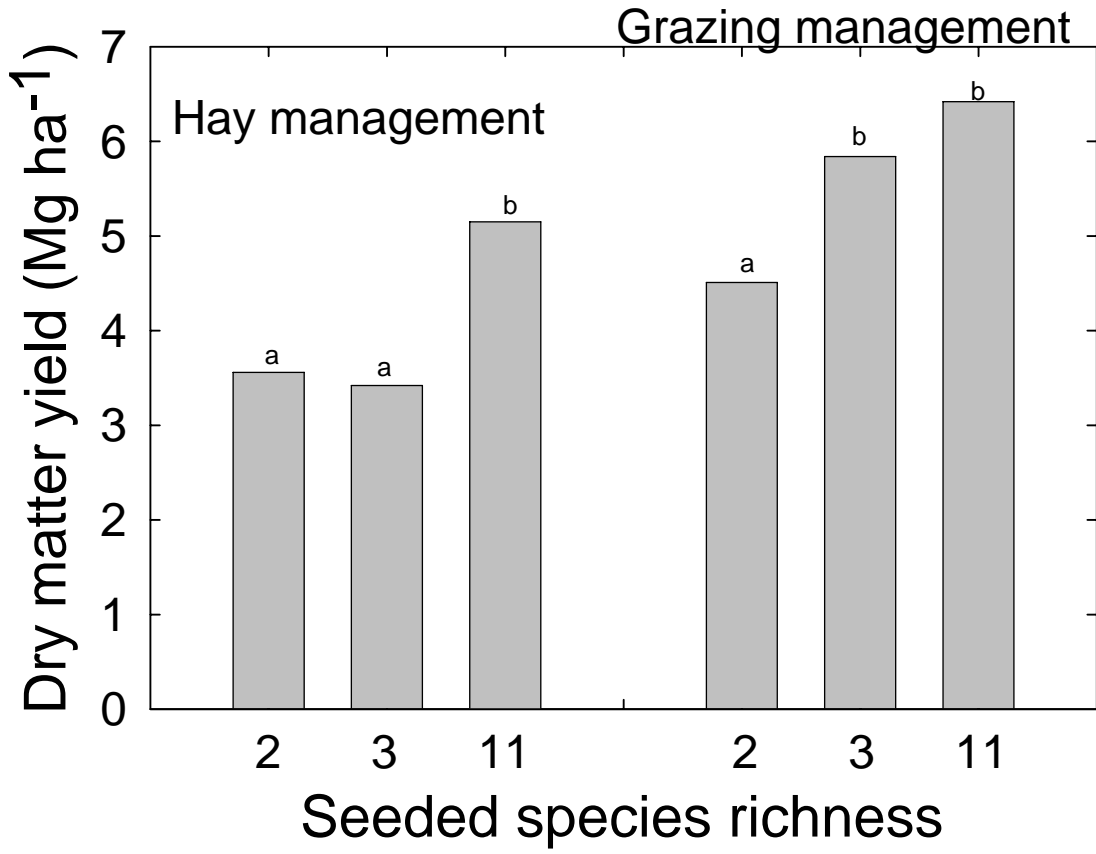 Grazing management
Hay management
Dry matter yield (Mg ha-1)
7
6
5
4
3
2
1
0
a
a
b
a
b
b
2 3 11 2 3 11
Seeded species richness